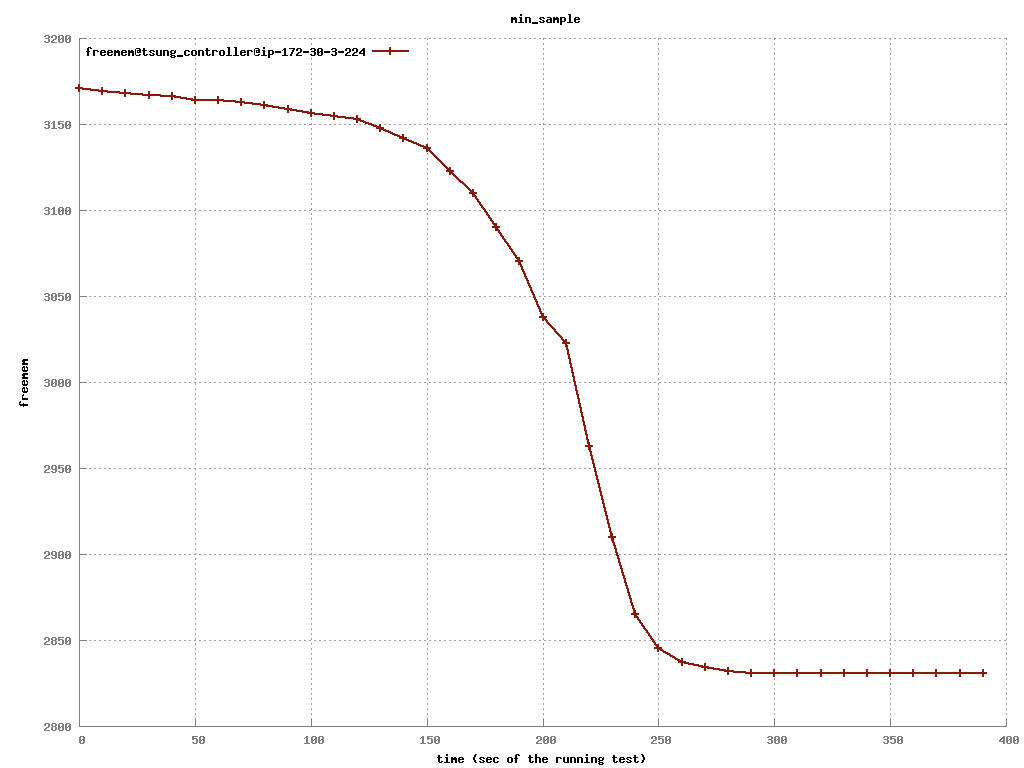 min_sample
freemem@tsung_controller@ip-172-30-3-224
3200
3150
3100
3050
3000
2950
2900
2850
2800
freemem
0 50 100 150 200 250 300 350 400
time (sec of the running test)